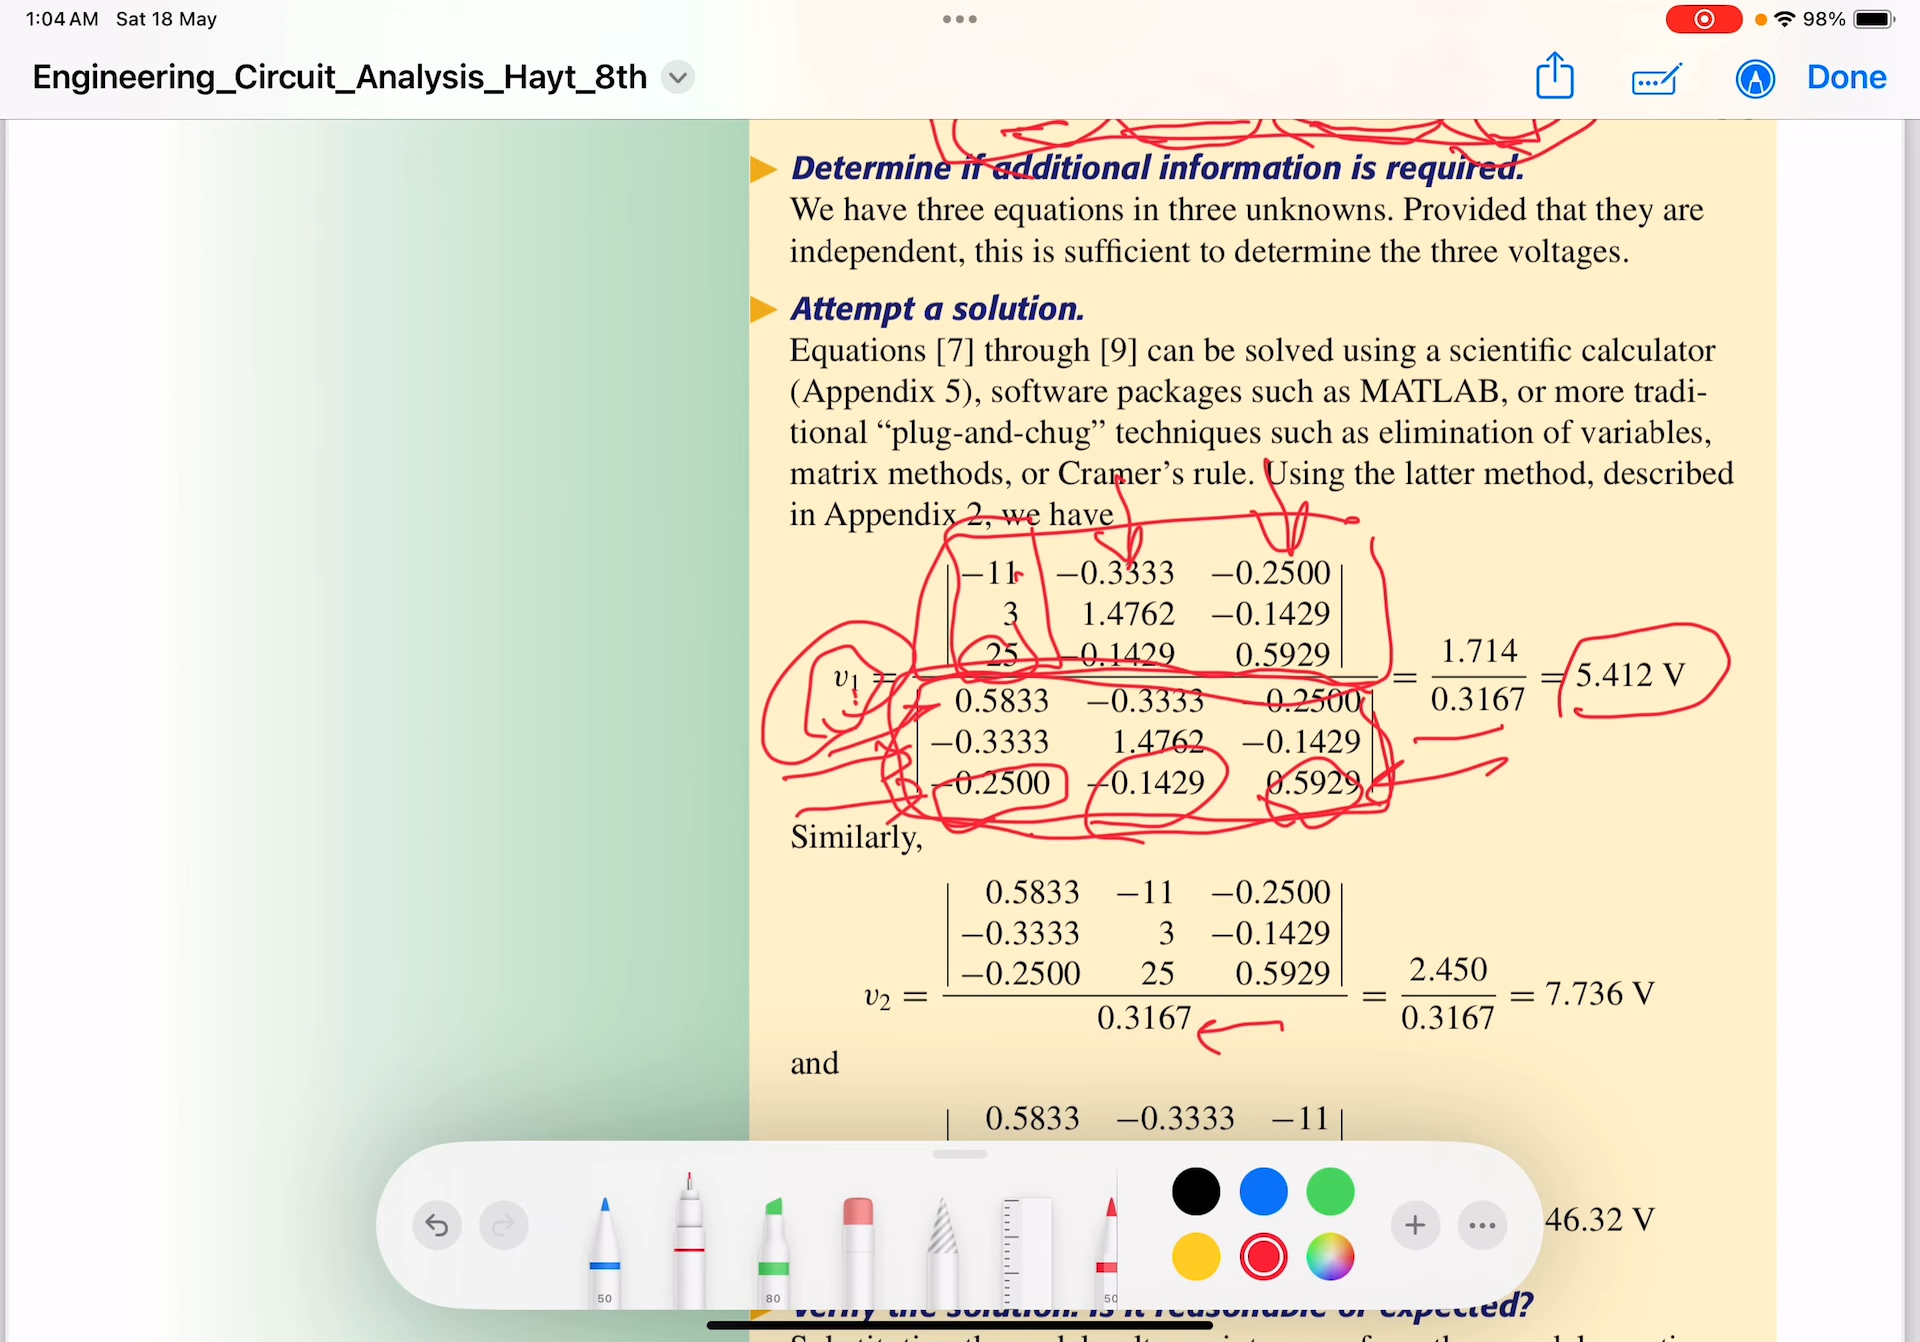 1:04 AM Sat 18 May
98%
Engineering_Circuit_Analysis_Hayt_8th
Done
Determine if additional information is required.
We have three equations in three unknowns. Provided that they are
independent, this is sufficient to determine the three voltages.
Attempt a solution.
Equations [7] through [9] can be solved using a scientific calculator
(Appendix 5), software packages such as MATLAB, or more tradi-
tional “plug-and-chug” techniques such as elimination of variables,
matrix methods, or Cramer’s rule. Using the latter method, described
in Appendix 2, we have
−11 −0.3333 −0.2500
3 1.4762 −0.1429
25 −0.1429 0.5929
v1 = = 1.714 / 0.3167 = 5.412 V
0.5833 −0.3333 −0.2500
−0.3333 1.4762 −0.1429
−0.2500 −0.1429 0.5929
Similarly,
0.5833 −11 −0.2500
−0.3333 3 −0.1429
−0.2500 25 0.5929
v2 = = 2.450 / 0.3167 = 7.736 V
0.3167
and
0.5833 −0.3333 −11
46.32 V
50 80 50
Verify the solution. Is it reasonable or expected?